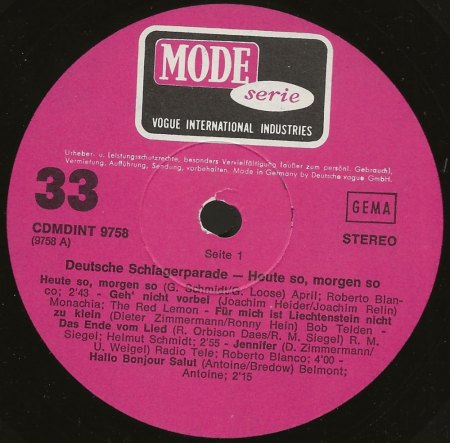 MODE
serie
VOGUE INTERNATIONAL INDUSTRIES
Urheber- u. Leistungsschutzrechte, besonders Vervielfältigung (außer zum persönl. Gebrauch),
Vermietung, Aufführung, Sendung, vorbehalten. Made in Germany by Deutsche vogue GmbH.
33
GEMA
CDMDINT 9758
(9758 A)
Seite 1
STEREO
Deutsche Schlagerparade — Heute so, morgen so
Heute so, morgen so (G. Schmidt/G. Loose) April; Roberto Blan-
co; 2'43 - Geh' nicht vorbei (Joachim Heider/Joachim Relin)
Monachia; The Red Lemon - Für mich ist Liechtenstein nicht
zu klein (Dieter Zimmermann/Ronny Hein) Bob Telden -
Das Ende vom Lied (R. Orbison Daes/R. M. Siegel) R. M.
Siegel; Helmut Schmidt; 2'55 - Jennifer (D. Zimmermann/
U. Weigel) Radio Tele; Roberto Blanco; 4'00 -
Hallo Bonjour Salut (Antoine/Bredow) Belmont;
Antoine; 2'15